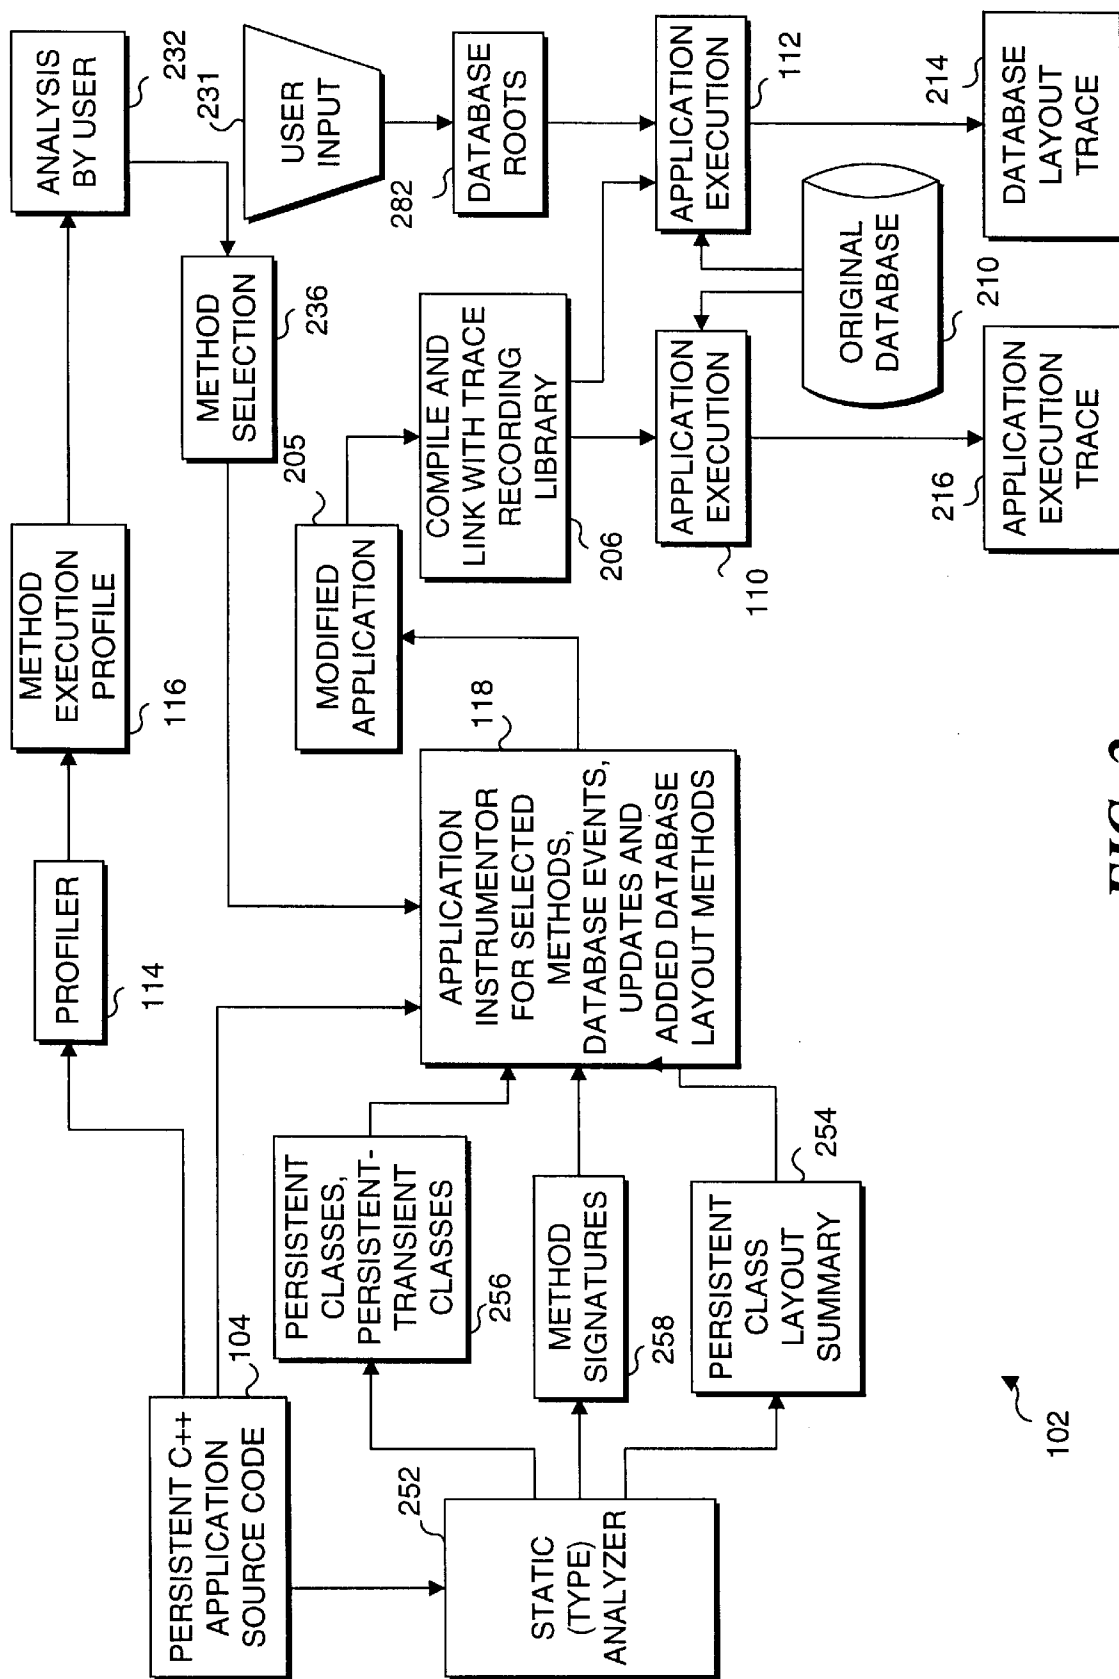 PERSISTENT C++
APPLICATION
SOURCE CODE
104
PROFILER
114
METHOD
EXECUTION
PROFILE
116
ANALYSIS
BY USER
232
METHOD
SELECTION
236
231
USER
INPUT
282
DATABASE
ROOTS
252
STATIC
(TYPE)
ANALYZER
PERSISTENT
CLASSES,
PERSISTENT-
TRANSIENT
CLASSES
256
METHOD
SIGNATURES
258
PERSISTENT
CLASS
LAYOUT
SUMMARY
254
APPLICATION
INSTRUMENTOR
FOR SELECTED
METHODS,
DATABASE EVENTS,
UPDATES AND
ADDED DATABASE
LAYOUT METHODS
118
205
MODIFIED
APPLICATION
COMPILE AND
LINK WITH TRACE
RECORDING
LIBRARY
206
APPLICATION
EXECUTION
110
APPLICATION
EXECUTION
112
ORIGINAL
DATABASE
210
216
APPLICATION
EXECUTION
TRACE
214
DATABASE
LAYOUT
TRACE
102
FIG.